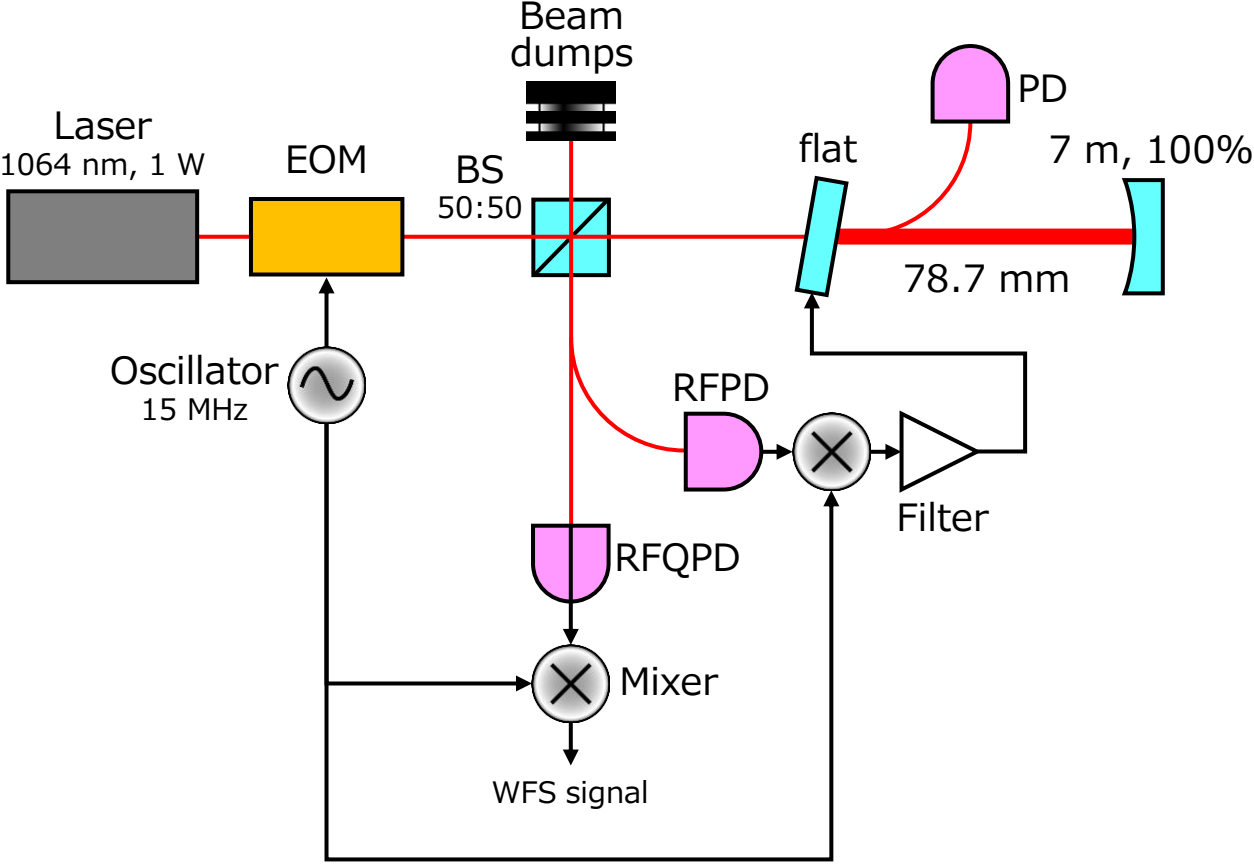 Beam
dumps
PD
Laser
1064 nm, 1 W
EOM
BS
50:50
flat
7 m, 100%
78.7 mm
Oscillator
15 MHz
RFPD
Filter
RFQPD
Mixer
WFS signal